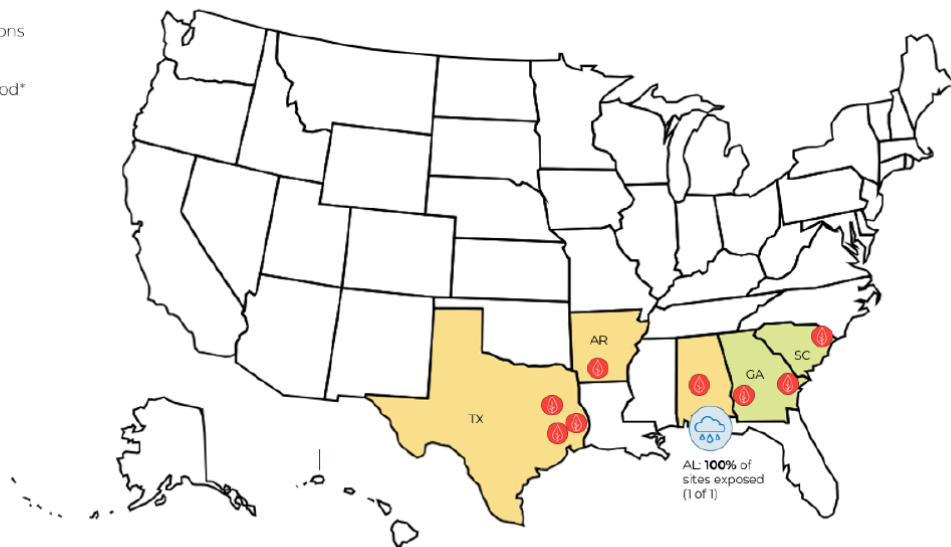 ons
od*
AR
SC
GA
TX
AL: 100% of
sites exposed
(1 of 1)